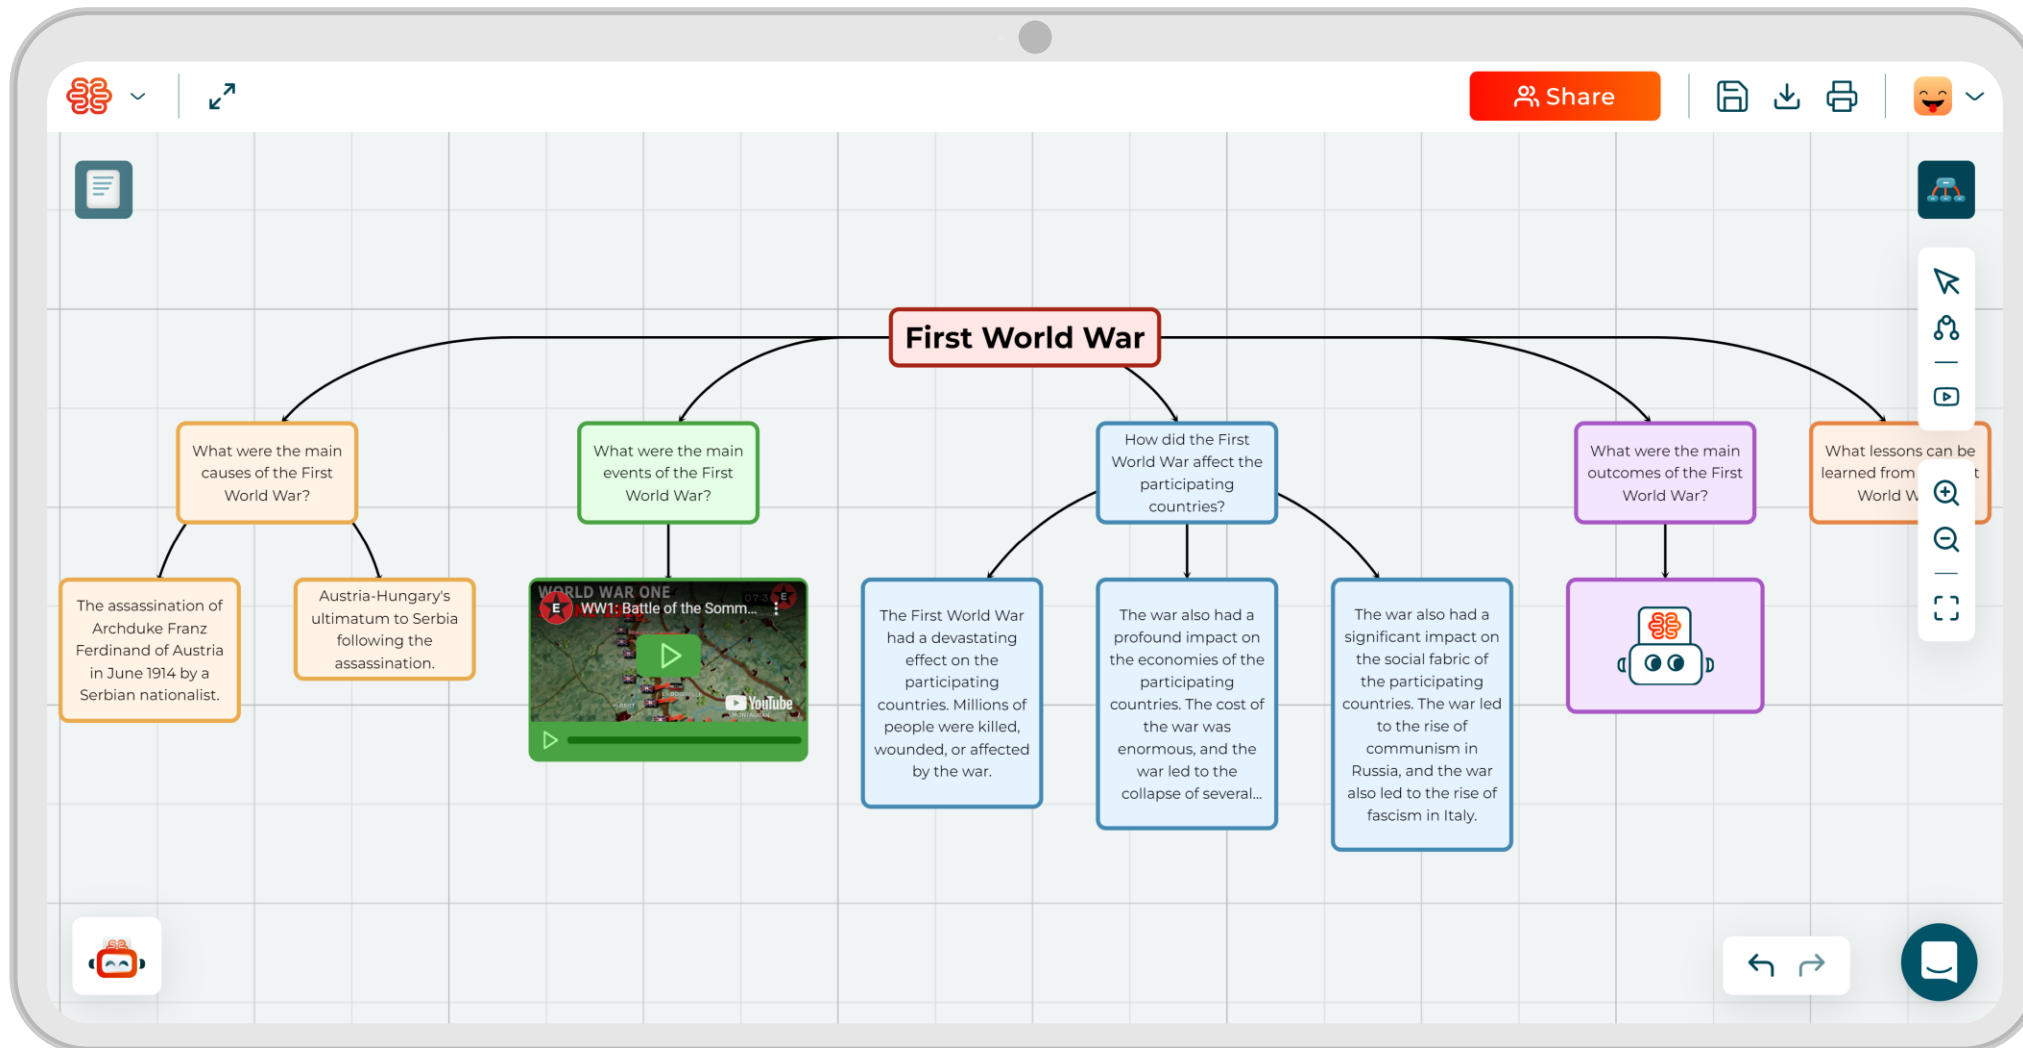 Share
First World War
What were the main
causes of the First
World War?
What were the main
events of the First
World War?
How did the First
World War affect the
participating
countries?
What were the main
outcomes of the First
World War?
What lessons can be
learned from
World
The assassination of
Archduke Franz
Ferdinand of Austria
in June 1914 by a
Serbian nationalist.
Austria-Hungary's
ultimatum to Serbia
following the
assassination.
WORLD WAR ONE
E
WW1: Battle of the Somm...
E
YouTube
The First World War
had a devastating
effect on the
participating
countries. Millions of
people were killed,
wounded, or affected
by the war.
The war also had a
profound impact on
the economies of the
participating
countries. The cost of
the war was
enormous, and the
war led to the
collapse of several...
The war also had a
significant impact on
the social fabric of
the participating
countries. The war led
to the rise of
communism in
Russia, and the war
also led to the rise of
fascism in Italy.